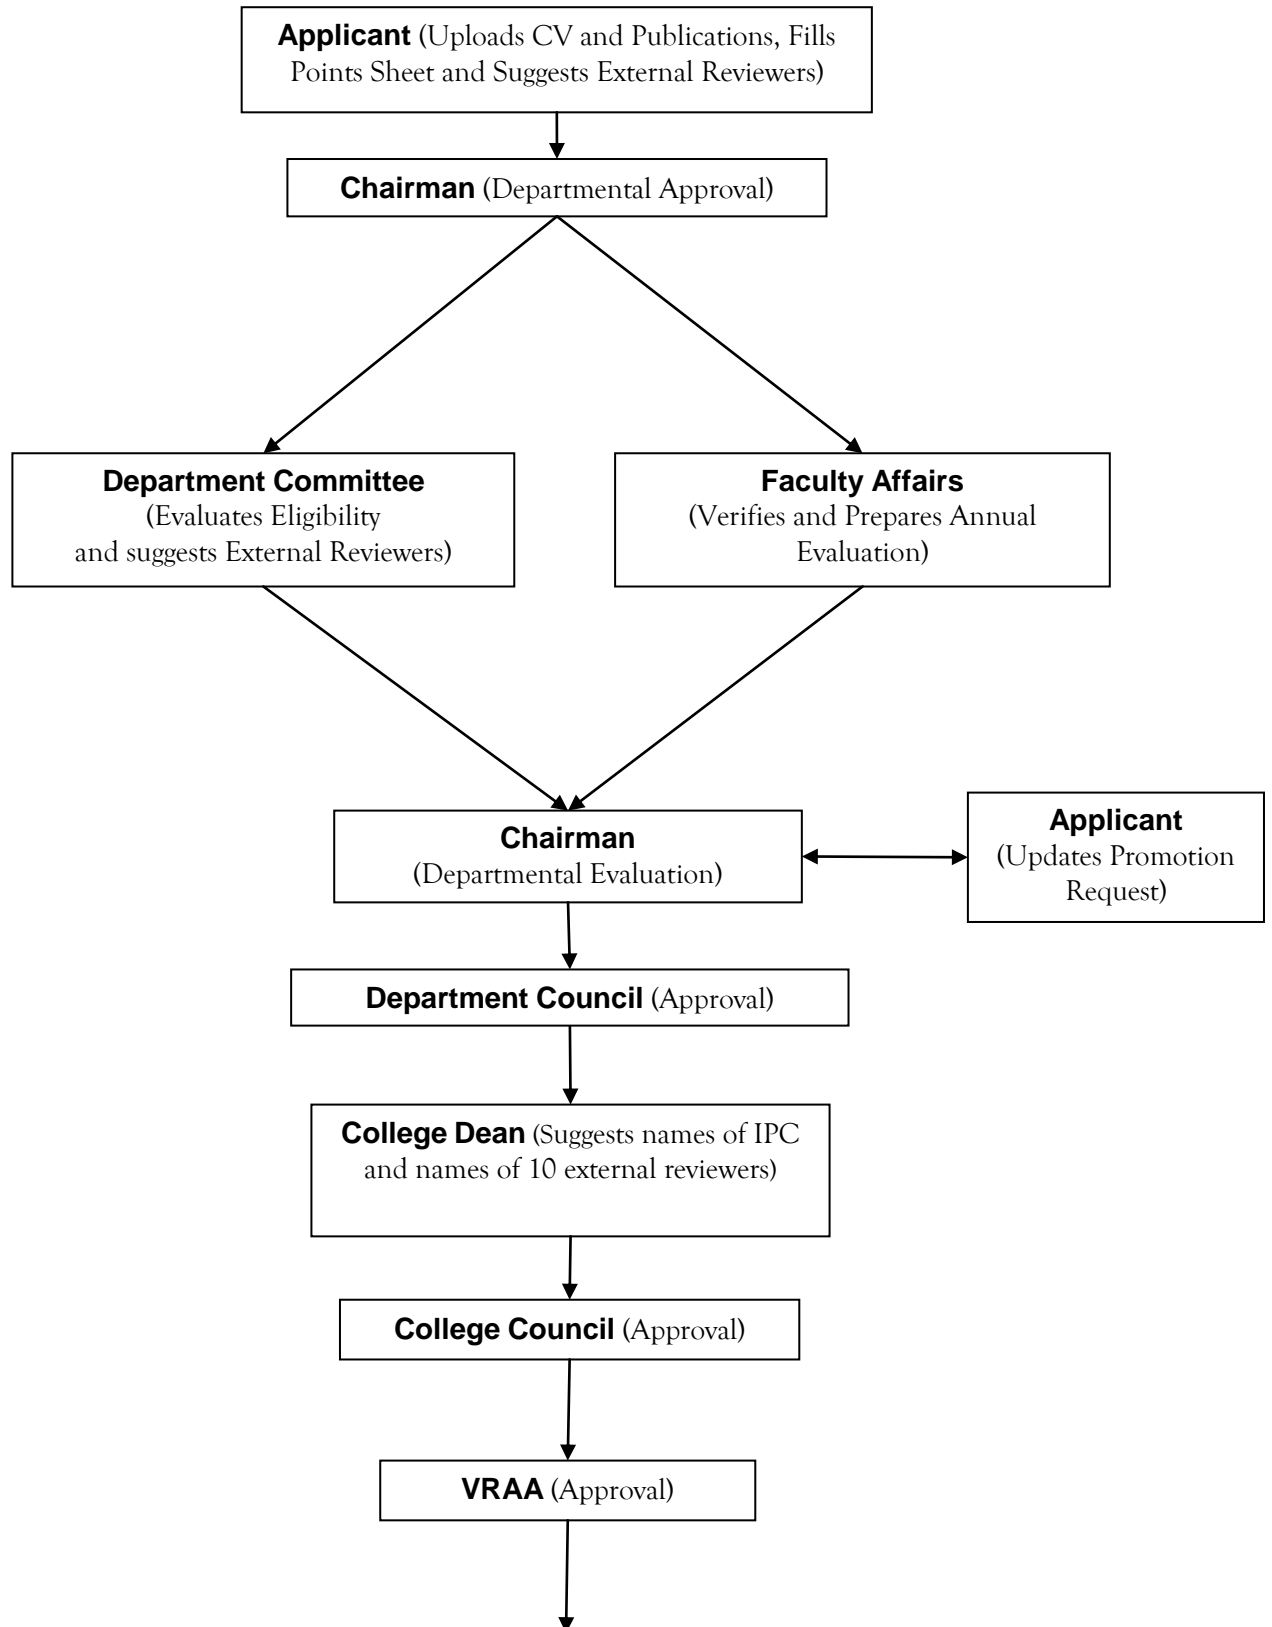 Applicant (Uploads CV and Publications, Fills
Points Sheet and Suggests External Reviewers)
Chairman (Departmental Approval)
Department Committee
(Evaluates Eligibility
and suggests External Reviewers)
Faculty Affairs
(Verifies and Prepares Annual
Evaluation)
Chairman
(Departmental Evaluation)
Applicant
(Updates Promotion
Request)
Department Council (Approval)
College Dean (Suggests names of IPC
and names of 10 external reviewers)
College Council (Approval)
VRAA (Approval)